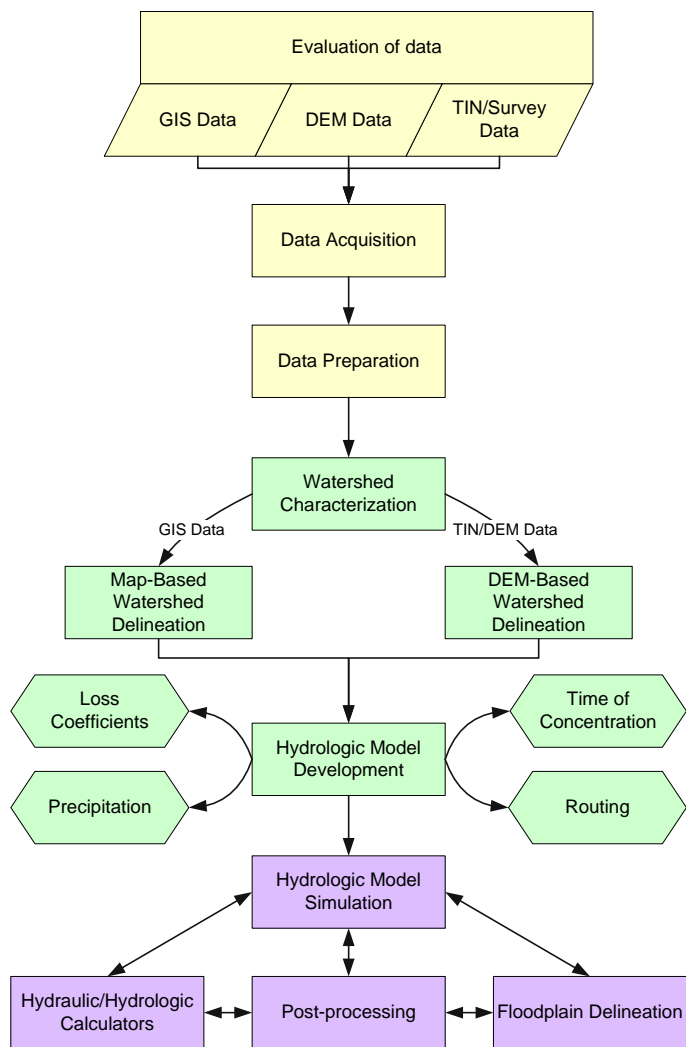 Evaluation of data
GIS Data
DEM Data
TIN/Survey
Data
Data Acquisition
Data Preparation
Watershed
Characterization
GIS Data
TIN/DEM Data
Map-Based
Watershed
Delineation
DEM-Based
Watershed
Delineation
Loss
Coefficients
Time of
Concentration
Hydrologic Model
Development
Precipitation
Routing
Hydrologic Model
Simulation
Hydraulic/Hydrologic
Calculators
Post-processing
Floodplain Delineation